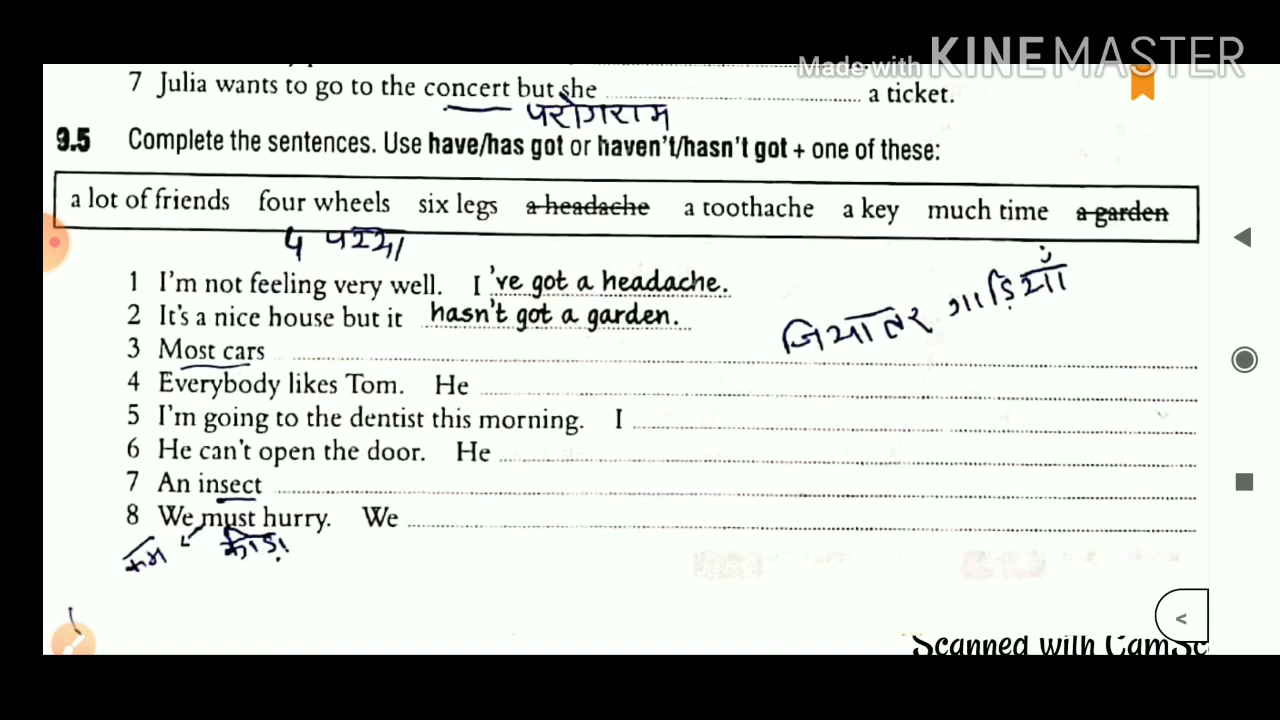 Made with KINEMASTER
7 Julia wants to go to the concert but she a ticket.
परोगराम
9.5 Complete the sentences. Use have/has got or haven't/hasn't got + one of these:
a lot of friends four wheels six legs a headache a toothache a key much time a garden
1 I'm not feeling very well. I 've got a headache.
2 It's a nice house but it hasn't got a garden.
जियातर गाड़ियों
3 Most cars
4 Everybody likes Tom. He
5 I'm going to the dentist this morning. I
6 He can't open the door. He
7 An insect
8 We must hurry. We
कीड़ा
Scanned with CamSc